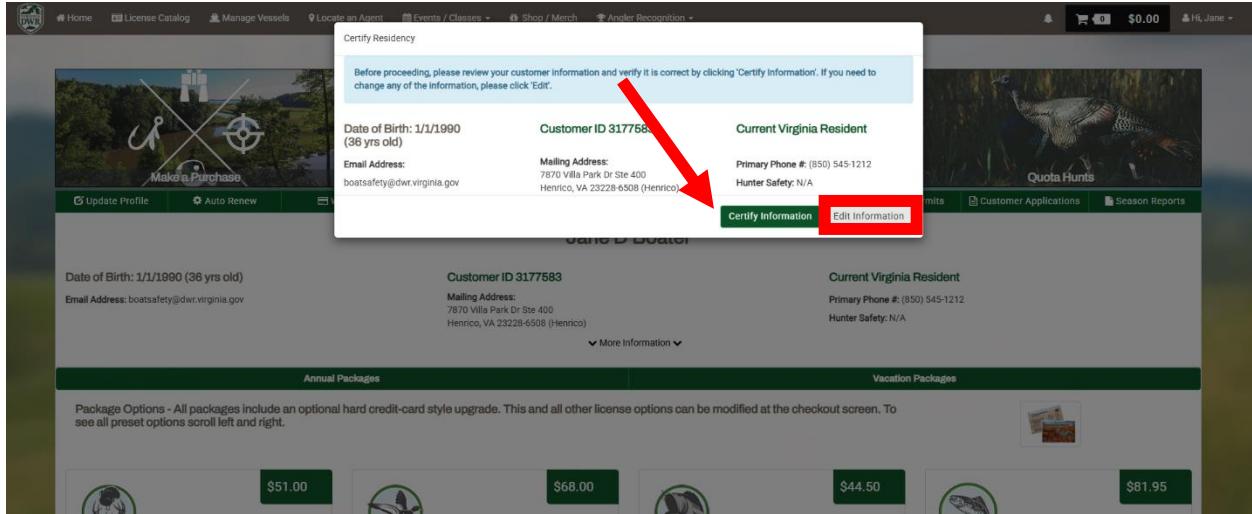 DWR
Home License Catalog Manage Vessels Locate an Agent Events / Classes Shop / Merch Angler Recognition 0 $0.00 Hi, Jane
Certify Residency
Before proceeding, please review your customer information and verify it is correct by clicking 'Certify Information'. If you need to
change any of the information, please click 'Edit'.
Date of Birth: 1/1/1990
(36 yrs old)
Email Address:
boatsafety@dwr.virginia.gov
Customer ID 317758
Mailing Address:
7870 Villa Park Dr Ste 400
Henrico, VA 23228-6508 (Henrico)
Current Virginia Resident
Primary Phone #: (850) 545-1212
Hunter Safety: N/A
Certify Information Edit Information
Make a Purchase
Quota Hunts
Update Profile Auto Renew Customer Applications Season Reports
Jane D Boater
Date of Birth: 1/1/1990 (36 yrs old)
Email Address: boatsafety@dwr.virginia.gov
Customer ID 3177583
Mailing Address:
7870 Villa Park Dr Ste 400
Henrico, VA 23228-6508 (Henrico)
Current Virginia Resident
Primary Phone #: (850) 545-1212
Hunter Safety: N/A
More Information
Annual Packages Vacation Packages
Package Options - All packages include an optional hard credit-card style upgrade. This and all other license options can be modified at the checkout screen. To
see all preset options scroll left and right.
$51.00 $68.00 $44.50 $81.95